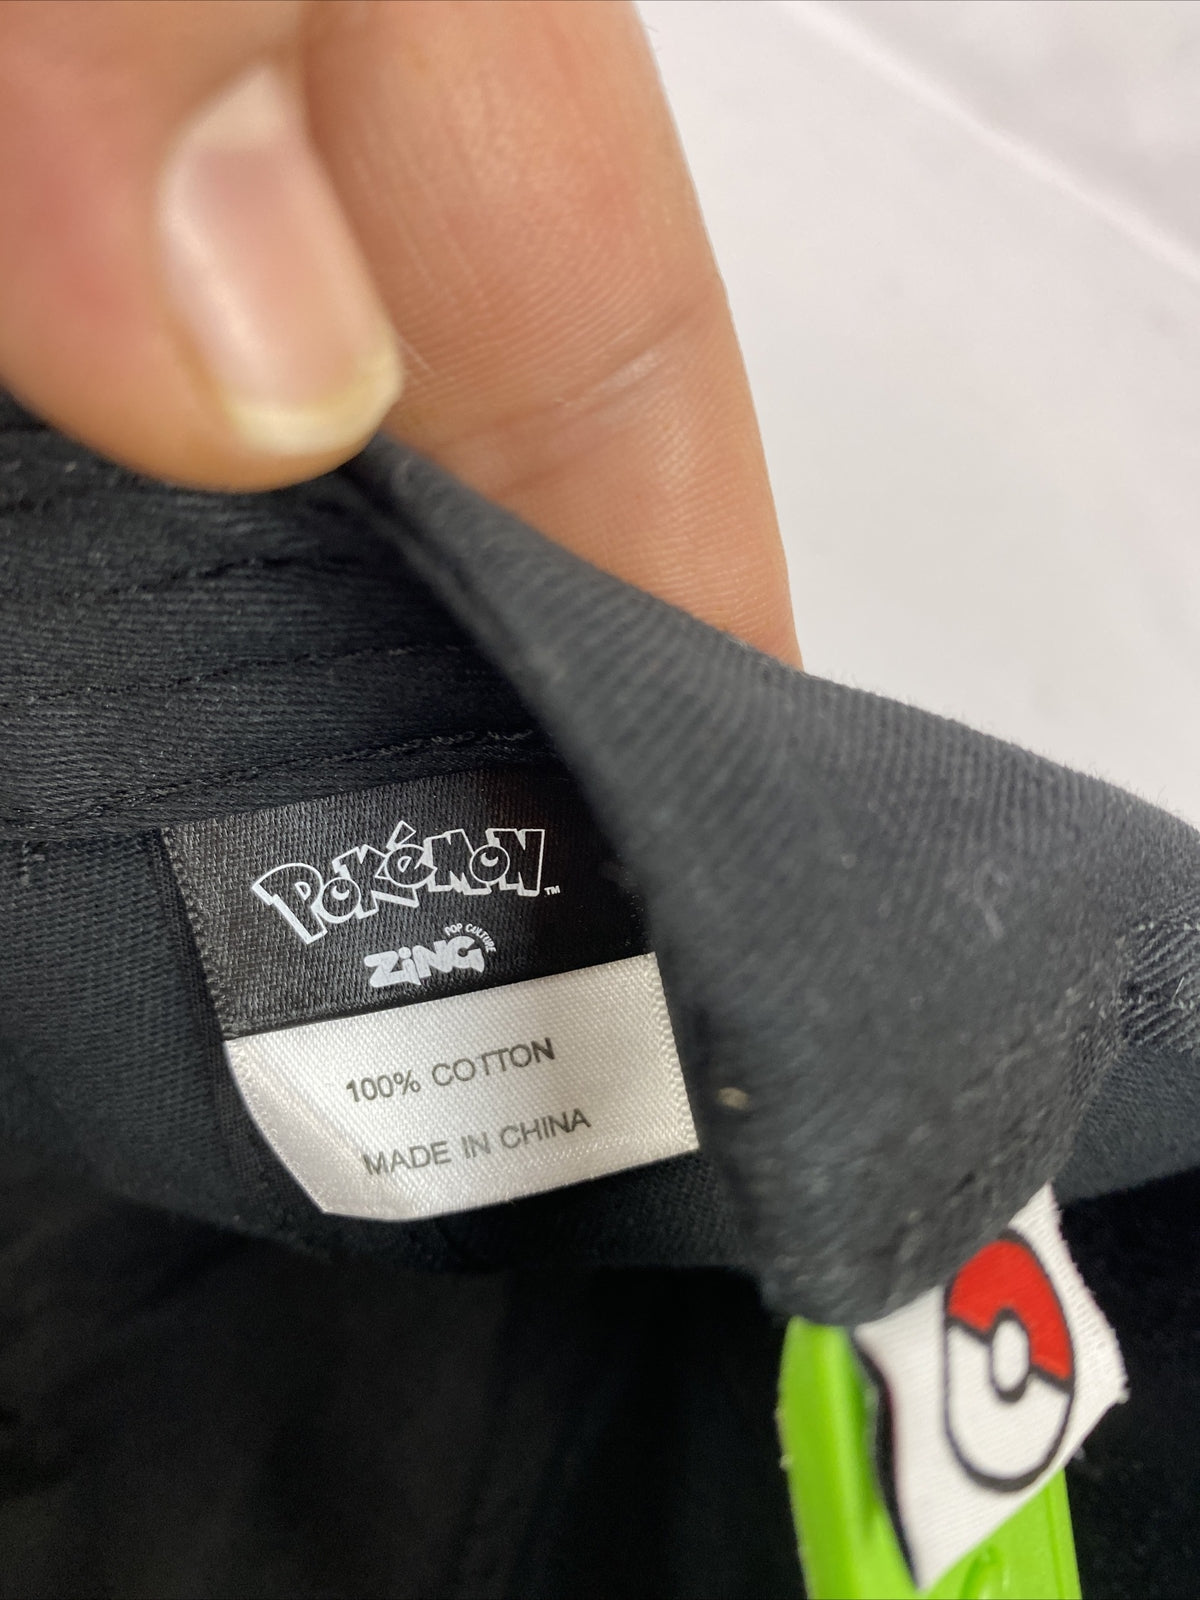 POKéMON™
POP CULTURE
ZiNG
100% COTTON
MADE IN CHINA